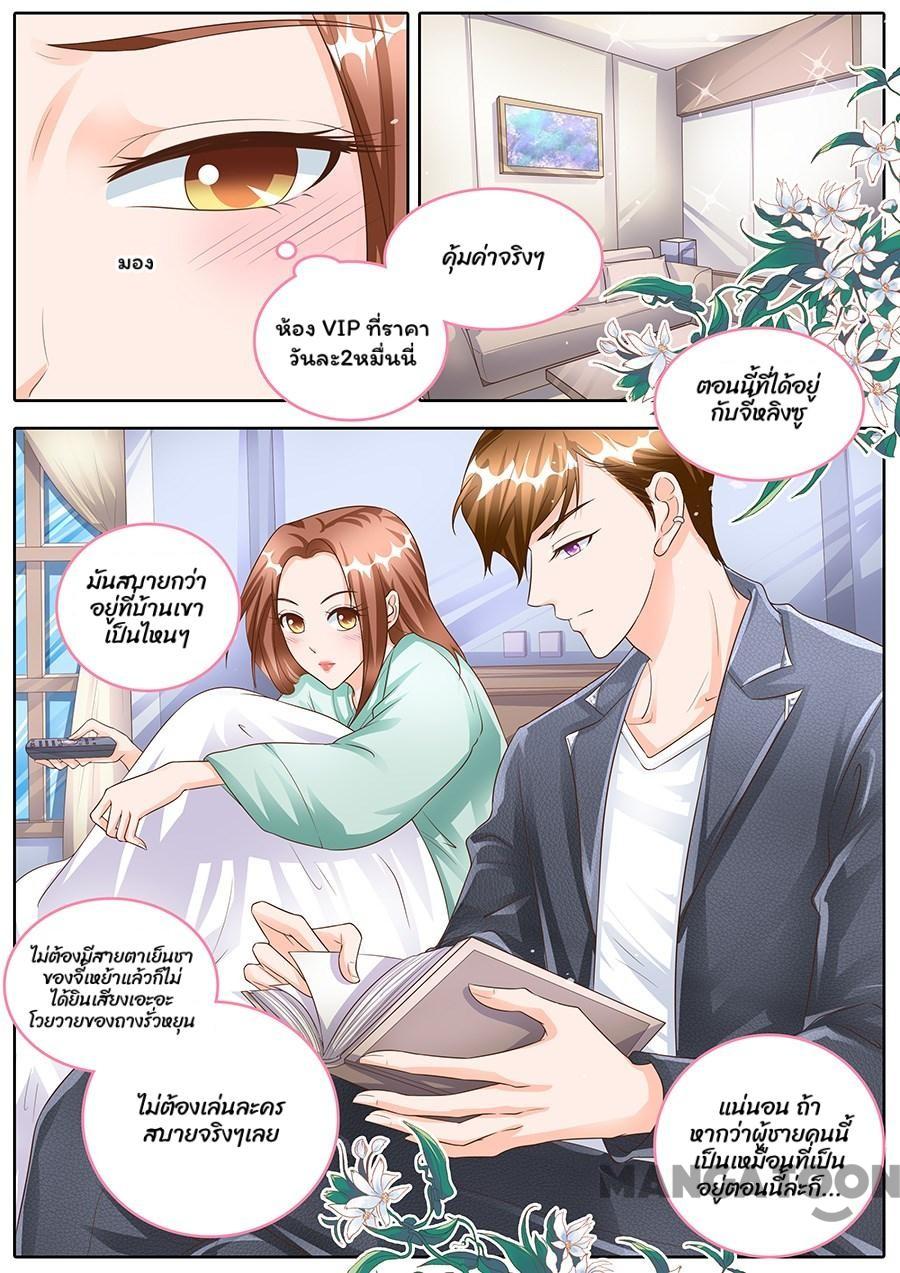 มอง
ห้อง VIP ที่ราคา
วันละ2หมื่นนี่
คุ้มค่าจริงๆ
ตอนนี้ที่ได้อยู่
กับจี้หลิงซู
มันสบายกว่า
อยู่ที่บ้านเขา
เป็นไหนๆ
ไม่ต้องมีสายตาเย็นชา
ของจี้เหย้าแล้วก็ไม่
ได้ยินเสียงเอะอะ
โวยวายของถางรั่วหยุน
ไม่ต้องเล่นละคร
สบายจริงๆเลย
แน่นอน ถ้า
หากว่าผู้ชายคนนี้
เป็นเหมือนที่เป็น
อยู่ตอนนี้ล่ะก็...
MANGATOON